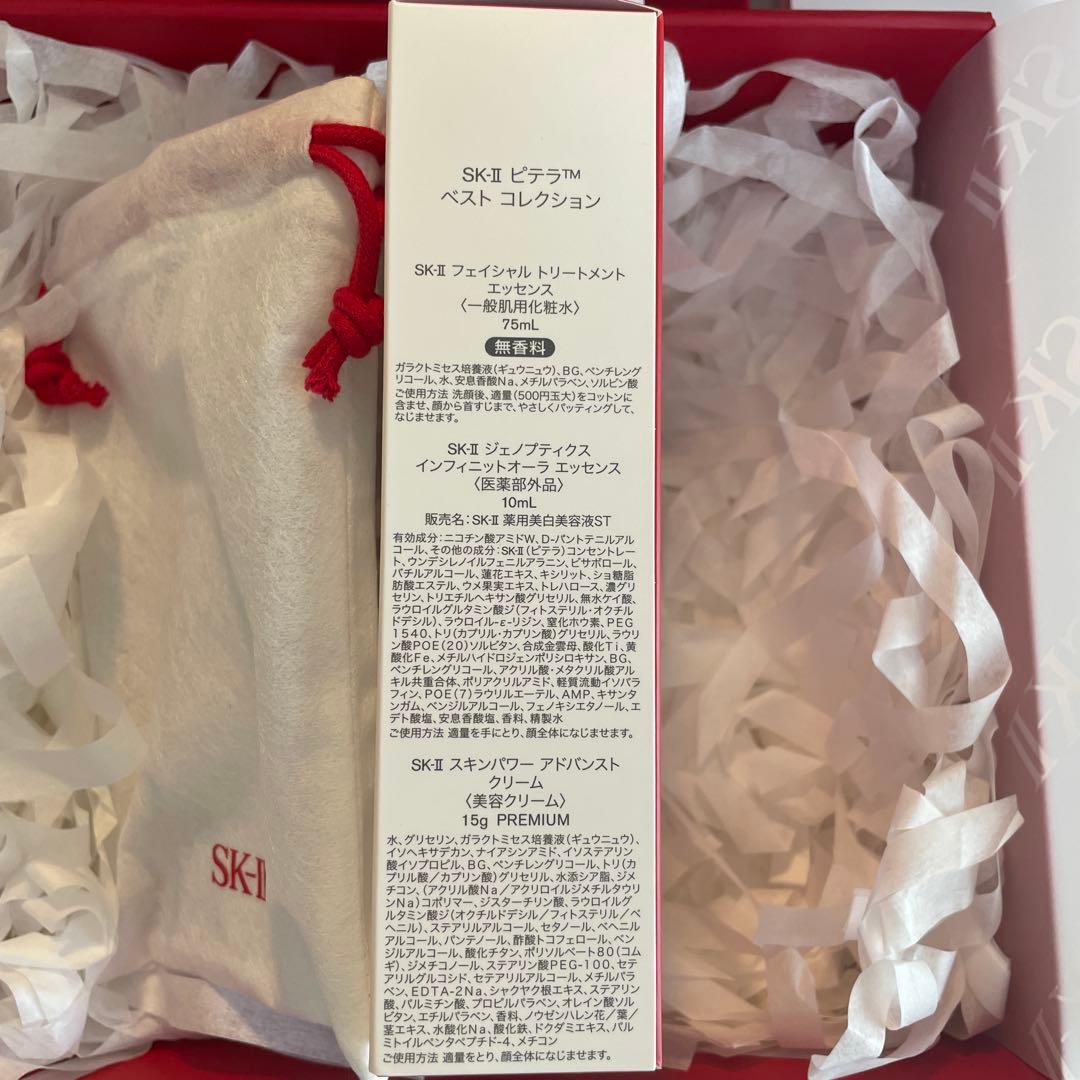 SK-II ピテラ™
ベスト コレクション
SK-II フェイシャル トリートメント
エッセンス
〈一般肌用化粧水〉
75mL
無香料
ガラクトミセス培養液(ギュウニュウ)、BG、ペンチレング
リコール、水、安息香酸Na、メチルパラベン、ソルビン酸
ご使用方法 洗顔後、適量(500円玉大)をコットンに
含ませ、顔から首すじまで、やさしくパッティングして、
なじませます。
SK-II ジェノプティクス
インフィニットオーラ エッセンス
〈医薬部外品〉
10mL
販売名：SK-II 薬用美白美容液ST
有効成分：ニコチン酸アミドW、D-パントテニルアル
コール、その他の成分：SK-II(ピテラ)コンセントレー
ト、ウンデシレノイルフェニルアラニン、ビサボロール、
バチルアルコール、蓮花エキス、キシリット、ショ糖脂
肪酸エステル、ウメ果実エキス、トレハロース、濃グリ
セリン、トリエチルヘキサン酸グリセリル、無水ケイ酸、
ラウロイルグルタミン酸ジ(フィトステリル・オクチルド
デシル)、ラウロイル-ε-リジン、窒化ホウ素、PEG
1540、トリ(カプリル・カプリン酸)グリセリル、ラウリ
ン酸POE(20)ソルビタン、合成金雲母、酸化Ti、黄
酸化Fe、メチルハイドロジェンポリシロキサン、BG、
ペンチレングリコール、アクリル酸・メタクリル酸アル
キル共重合体、ポリアクリルアミド、軽質流動イソパラ
フィン、POE(7)ラウリルエーテル、AMP、キサンタ
ンガム、ベンジルアルコール、フェノキシエタノール、エ
デト酸塩、安息香酸塩、香料、精製水
ご使用方法 適量を手にとり、顔全体になじませます。
SK-II スキンパワー アドバンスト
クリーム
〈美容クリーム〉
15g PREMIUM
水、グリセリン、ガラクトミセス培養液(ギュウニュウ)、
イソヘキサデカン、ナイアシンアミド、イソステアリン
酸イソプロピル、BG、ペンチレングリコール、トリ(カ
プリル酸／カプリン酸)グリセリル、水添シア脂、ジメ
チコン、(アクリル酸Na／アクリロイルジメチルタウリ
ンNa)コポリマー、ジスターチリン酸、ラウロイルグ
ルタミン酸ジ(オクチルドデシル／フィトステリル／ベ
ヘニル)、ステアリルアルコール、セタノール、ベヘニル
アルコール、パンテノール、酢酸トコフェロール、ベン
ジルアルコール、酸化チタン、ポリソルベート80(コム
ギ)、ジメチコノール、ステアリン酸PEG-100、セテ
アリルグルコシド、セテアリルアルコール、メチルパラ
ベン、EDTA-2Na、シャクヤク根エキス、ステアリン
酸、パルミチン酸、プロピルパラベン、オレイン酸ソル
ビタン、エチルパラベン、香料、ノウゼンハレン花／葉／
茎エキス、水酸化Na、酸化鉄、ドクダミエキス、パル
ミトイルペンタペプチド-4、メチコン
ご使用方法 適量をとり、顔全体になじませます。
SK-II
SK-II
SK-II
SK-II